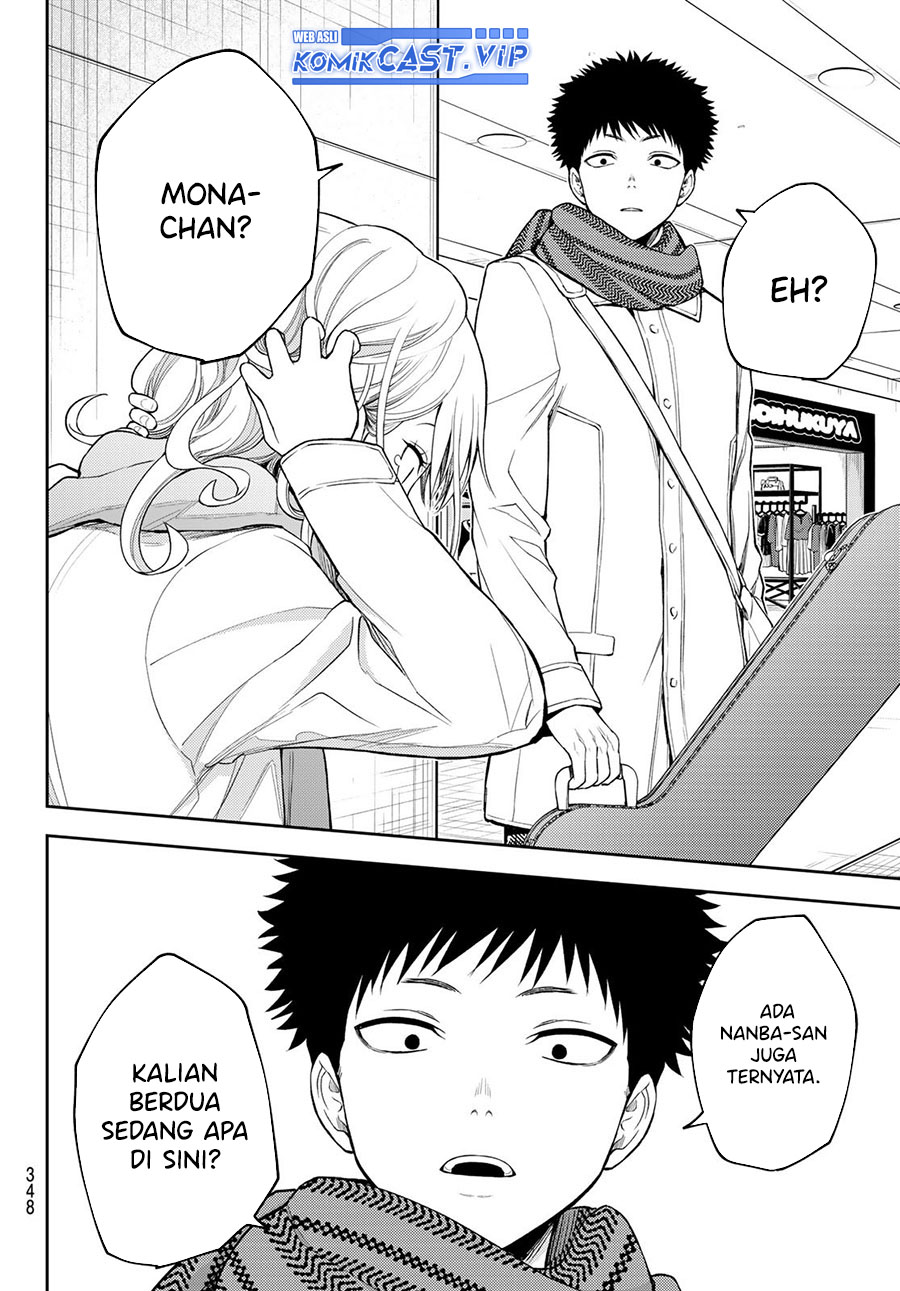 WEB ASLI
KOMIKCAST.VIP
EH?
MONA-
CHAN?
OIHUKUYA
ADA
NANBA-SAN
JUGA
TERNYATA.
KALIAN
BERDUA
SEDANG APA
DI SINI?
348